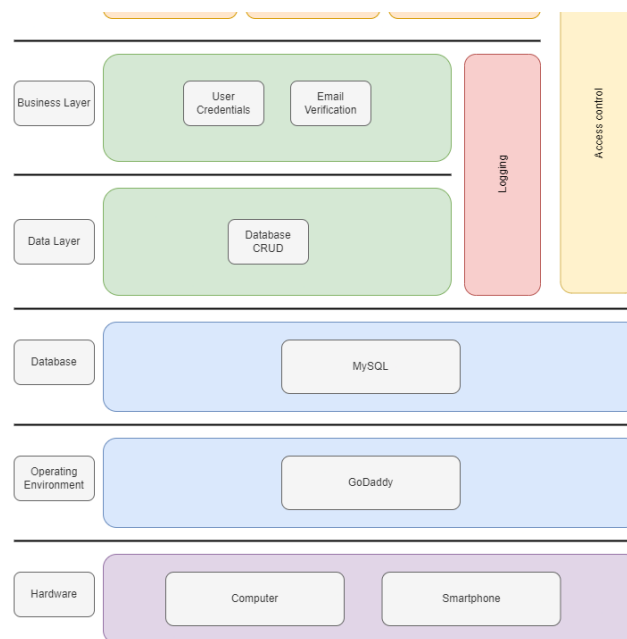 Business Layer
User
Credentials
Email
Verification
Logging
Access control
Data Layer
Database
CRUD
Database
MySQL
Operating
Environment
GoDaddy
Hardware
Computer
Smartphone